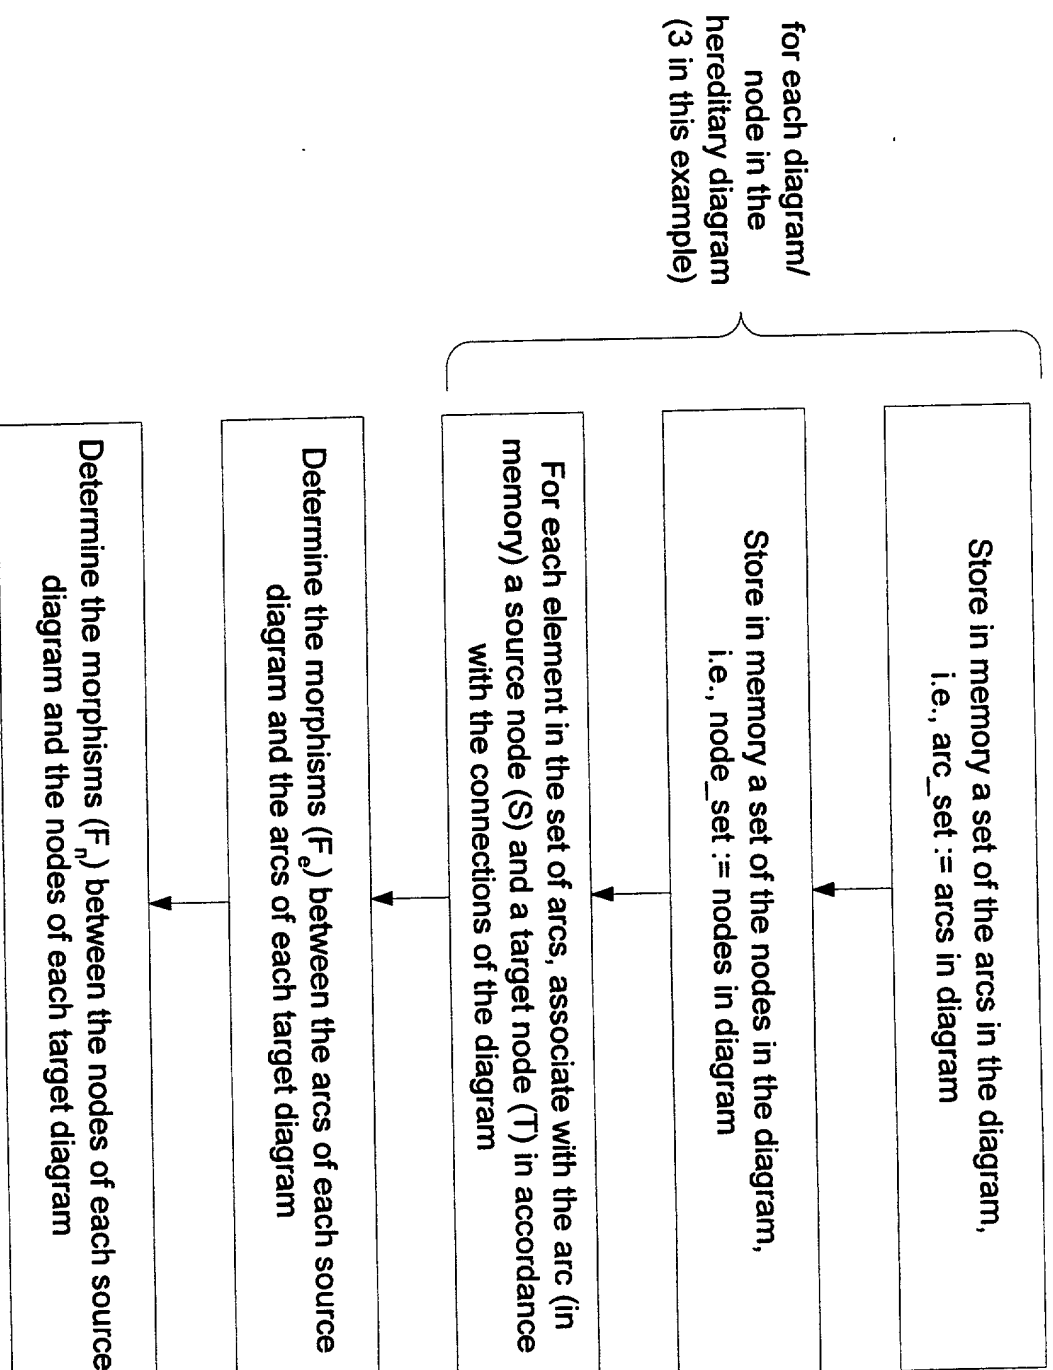 for each diagram/
node in the
hereditary diagram
(3 in this example)
Store in memory a set of the arcs in the diagram,
i.e., arc_set := arcs in diagram
Store in memory a set of the nodes in the diagram,
i.e., node_set := nodes in diagram
For each element in the set of arcs, associate with the arc (in
memory) a source node (S) and a target node (T) in accordance
with the connections of the diagram
Determine the morphisms (Fe) between the arcs of each source
diagram and the arcs of each target diagram
Determine the morphisms (Fn) between the nodes of each source
diagram and the nodes of each target diagram